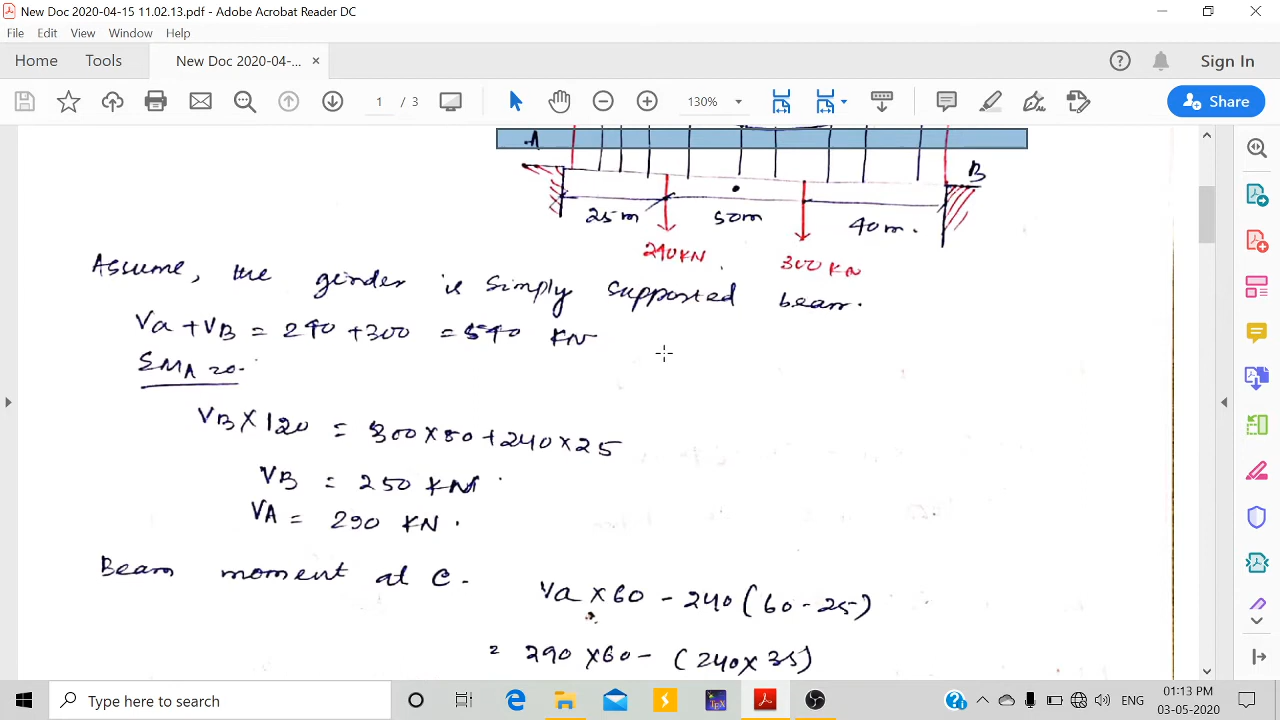 New Doc 2020-04-15 11.02.13.pdf - Adobe Acrobat Reader DC
File Edit View Window Help
Home Tools New Doc 2020-04-... × Sign In
1 / 3 130% Share
A
B
25m 50m 40m.
240KN 300KN
Assume, the girder is simply supported beam.
Va + VB = 240 + 300 = 540 KN
ΣMA = 0.
VB × 120 = 300 × 80 + 240 × 25
VB = 250 KN
VA = 290 KN.
Beam moment at C.
Va × 60 - 240 (60 - 25)
= 290 × 60 - (240 × 35)
Type here to search
ENG
01:13 PM
03-05-2020